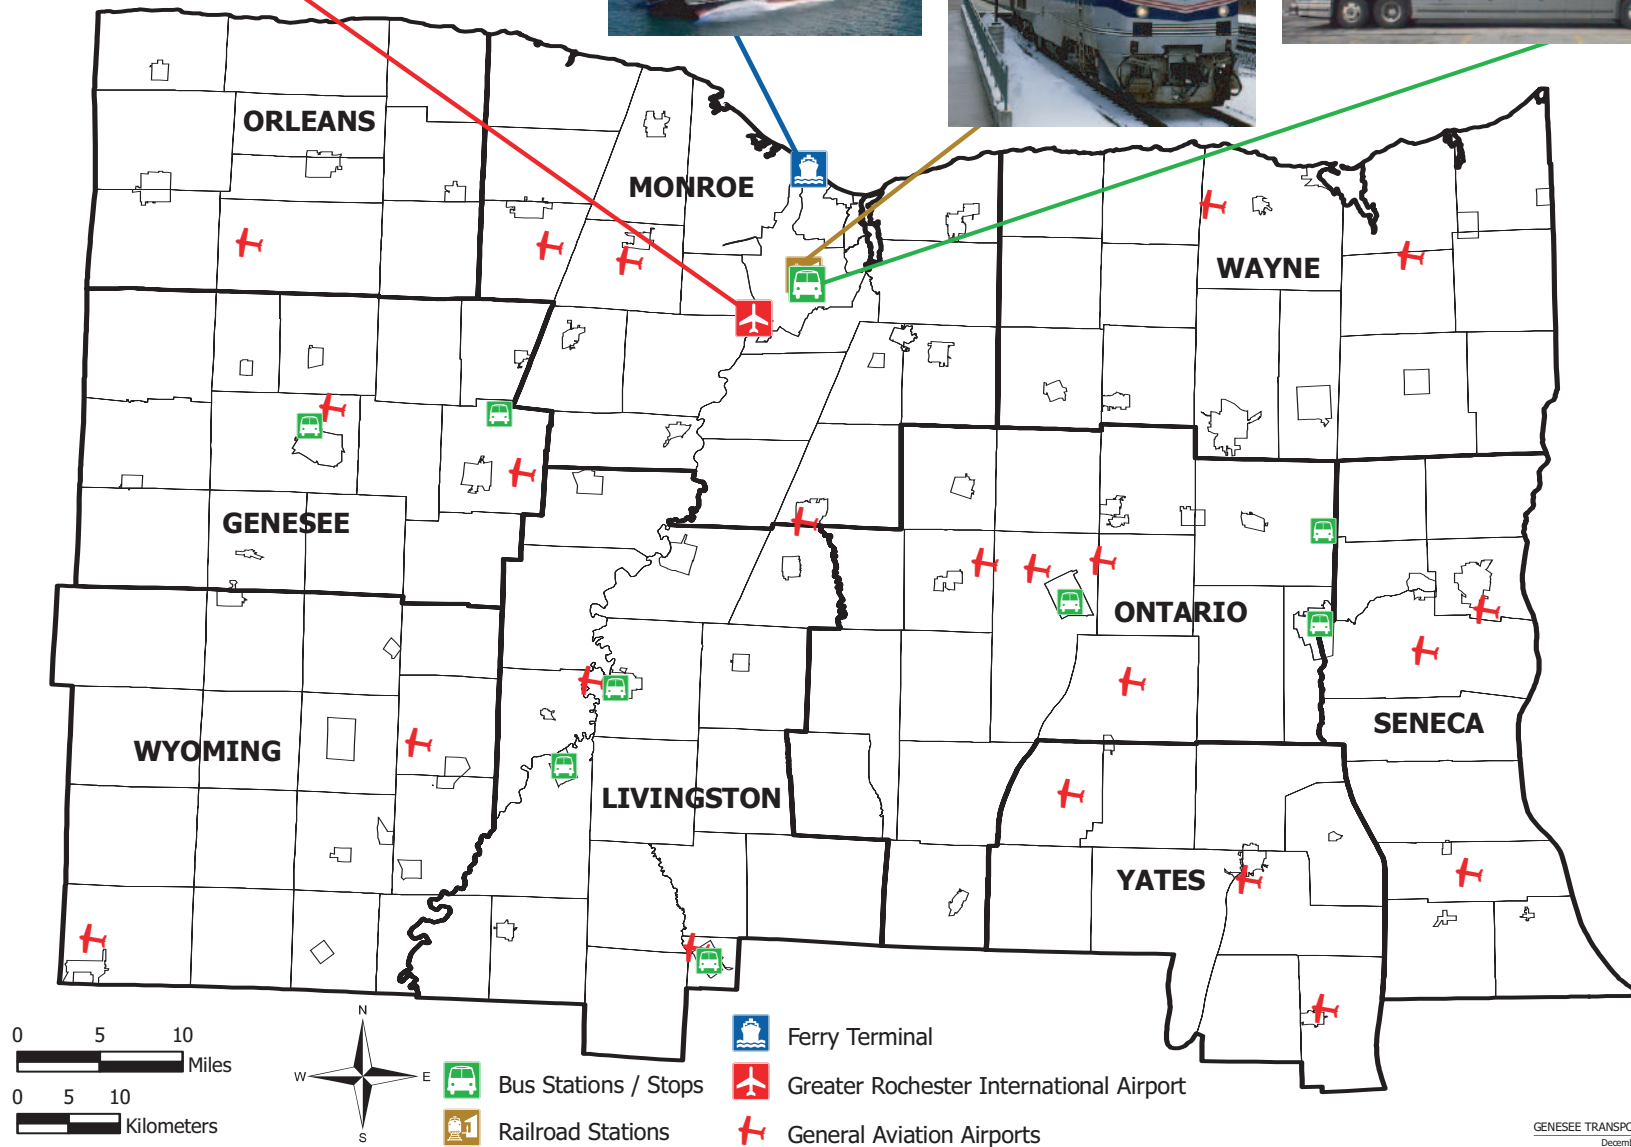 ORLEANS
MONROE
WAYNE
GENESEE
ONTARIO
SENECA
WYOMING
LIVINGSTON
YATES
0 5 10
Miles
0 5 10
Kilometers
N
W E
S
Bus Stations / Stops
Railroad Stations
Ferry Terminal
Greater Rochester International Airport
General Aviation Airports
GENESEE TRANSPO
Decemb